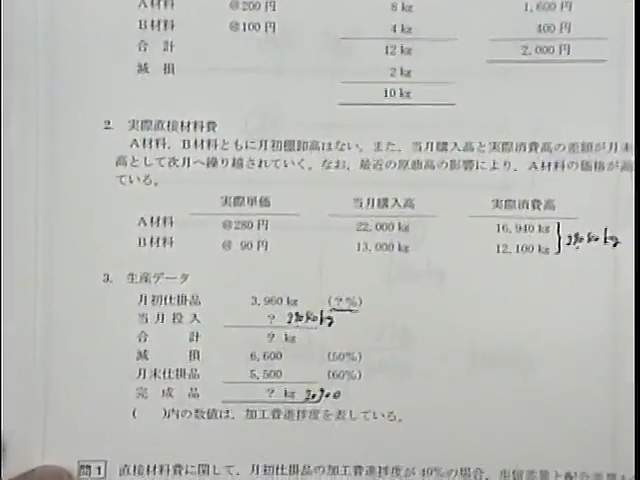 A材料 @200円 8 kg 1,600円
B材料 @100円 4 kg 400円
合計 12 kg 2,000円
減損 2 kg
10 kg
2. 実際直接材料費
A材料,B材料ともに月初棚卸高はない。また,当月購入高と実際消費高の差額が月末
高として次月へ繰り越されていく。なお,最近の原油高の影響により,A材料の価格が高
ている。
実際単価 当月購入高 実際消費高
A材料 @280円 22,000 kg 16,940 kg
B材料 @ 90円 13,000 kg 12,100 kg
3. 生産データ
月初仕掛品 3,960 kg (?%)
当月投入 ?
合計 ? kg
減損 6,600 (50%)
月末仕掛品 5,500 (60%)
完成品 ? kg
( )内の数値は,加工費進捗度を表している。
問1 直接材料費に関して,月初仕掛品の加工費進捗度が40%の場合,